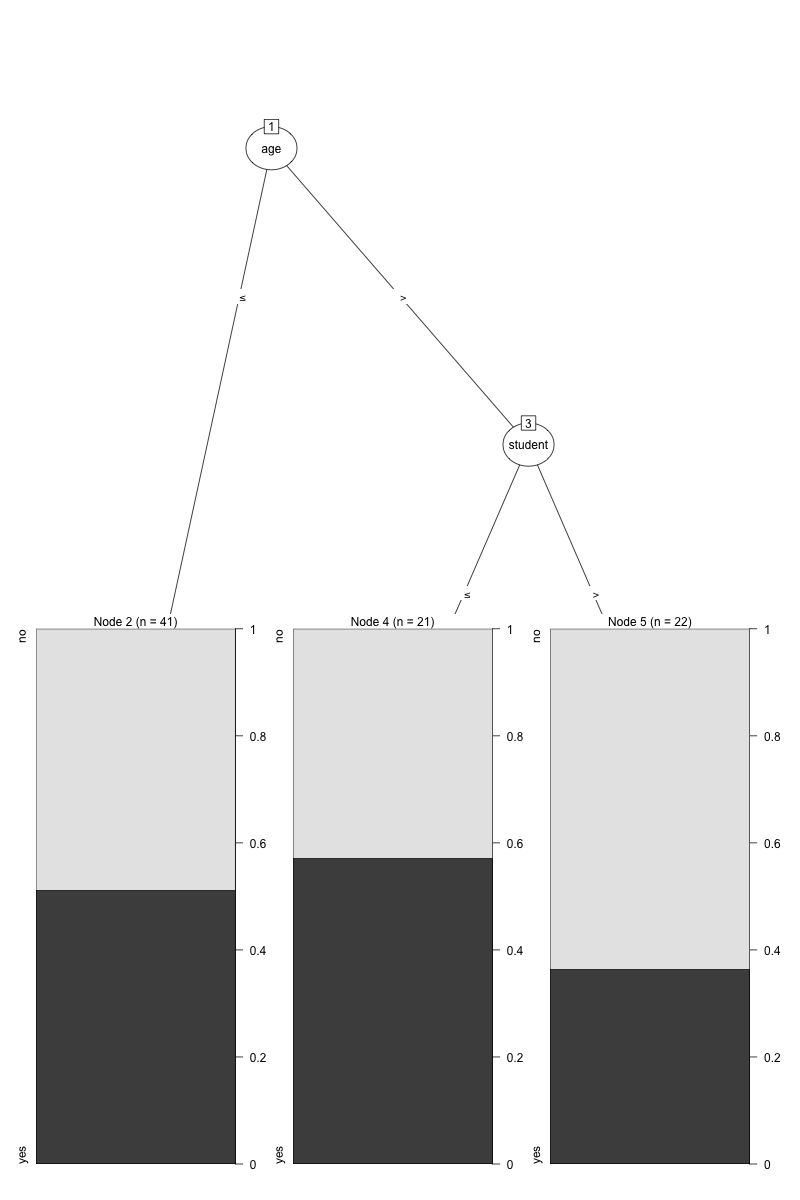 1
age
≤
>
3
student
≤
>
Node 2 (n = 41)
no
yes
1
0.8
0.6
0.4
0.2
0
Node 4 (n = 21)
no
yes
1
0.8
0.6
0.4
0.2
0
Node 5 (n = 22)
no
yes
1
0.8
0.6
0.4
0.2
0